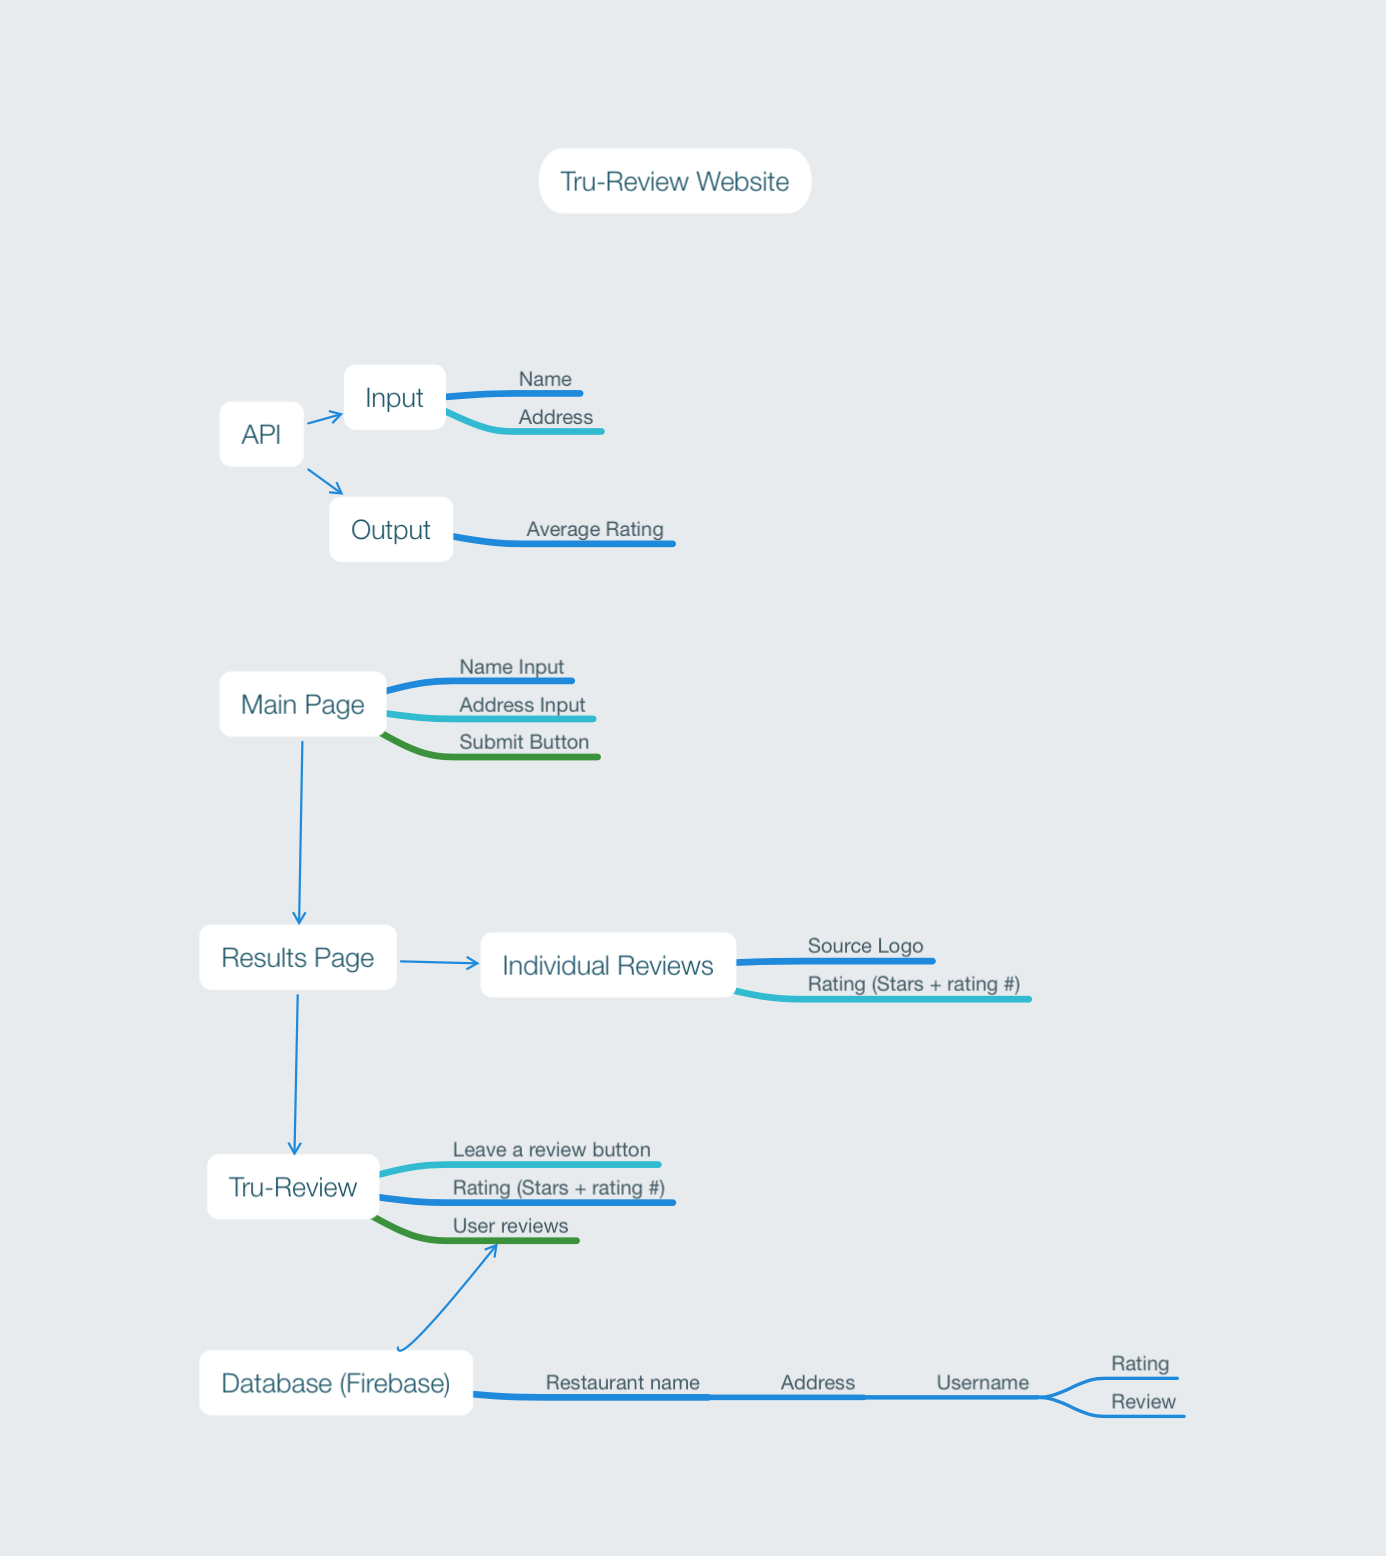 Tru-Review Website
API
Input
Name
Address
Output
Average Rating
Main Page
Name Input
Address Input
Submit Button
Results Page
Individual Reviews
Source Logo
Rating (Stars + rating #)
Tru-Review
Leave a review button
Rating (Stars + rating #)
User reviews
Database (Firebase)
Restaurant name
Address
Username
Rating
Review